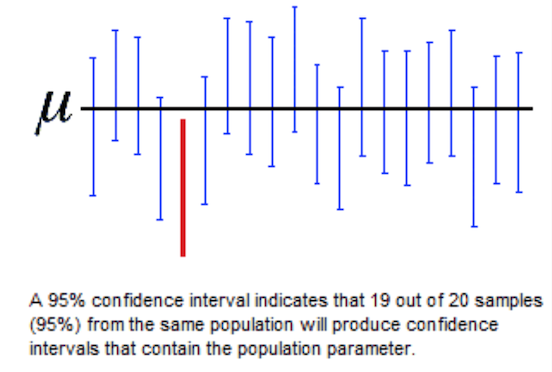 μ
A 95% confidence interval indicates that 19 out of 20 samples
(95%) from the same population will produce confidence
intervals that contain the population parameter.